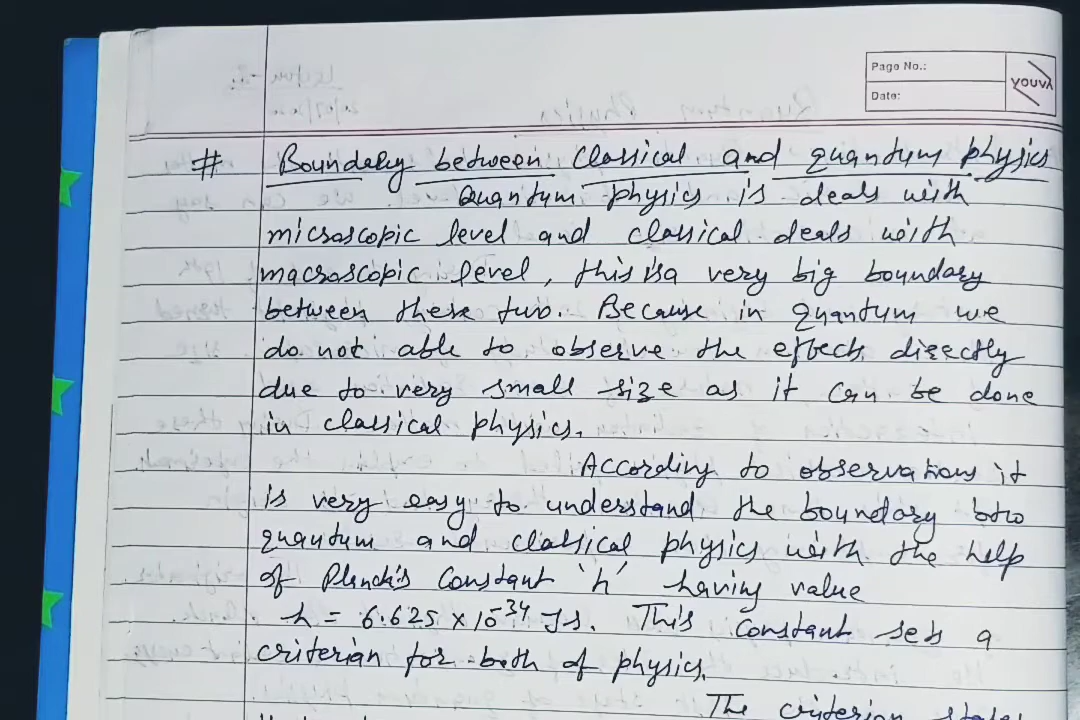 Page No.:
Date:
YOUVA
# Boundary between Classical and quantum physics
Quantum physics is deals with
microscopic level and classical deals with
macroscopic level, this is a very big boundary
between these two. Because in quantum we
do not able to observe the effects directly
due to very small size as it can be done
in classical physics.
According to observations it
is very easy to understand the boundary btw
quantum and classical physics with the help
of Planck's Constant 'h' having value
h = 6.625 × 10⁻³⁴ Js. This constant sets a
criterian for both of physics.
The criterian states